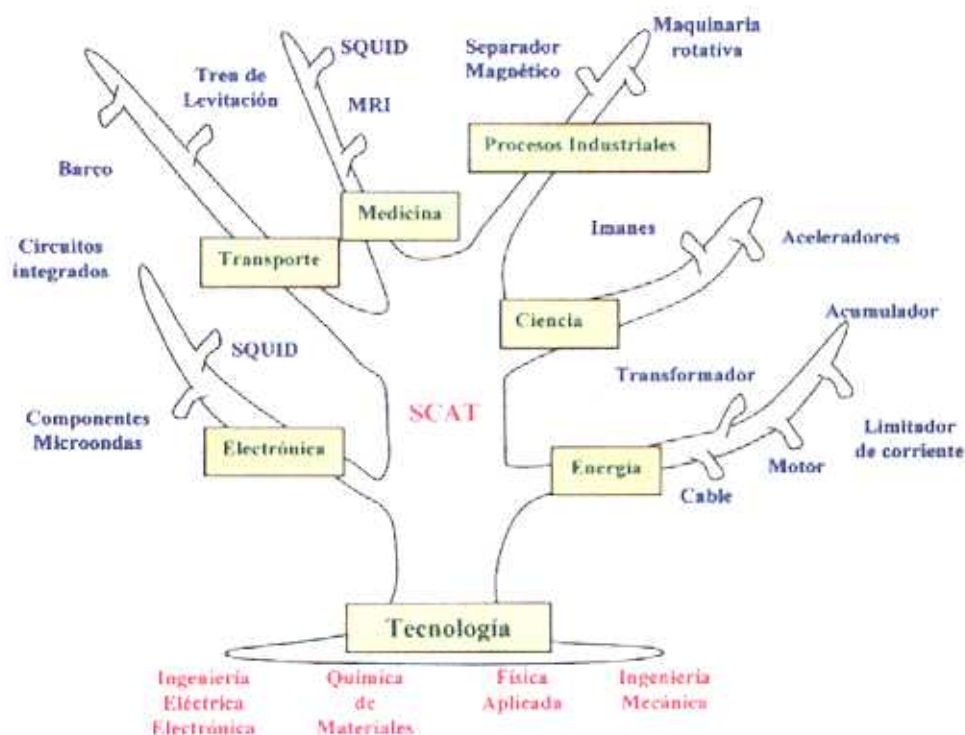 Maquinaria
rotativa
SQUID
Separador
Magnético
Tren de
Levitación
MRI
Procesos Industriales
Barco
Medicina
Circuitos
integrados
Transporte
Imanes
Aceleradores
Ciencia
Acumulador
SQUID
Transformador
Componentes
Microondas
SCAT
Electrónica
Limitador
de corriente
Energía
Motor
Cable
Tecnología
Ingeniería
Eléctrica
Electrónica
Química
de
Materiales
Física
Aplicada
Ingeniería
Mecánica